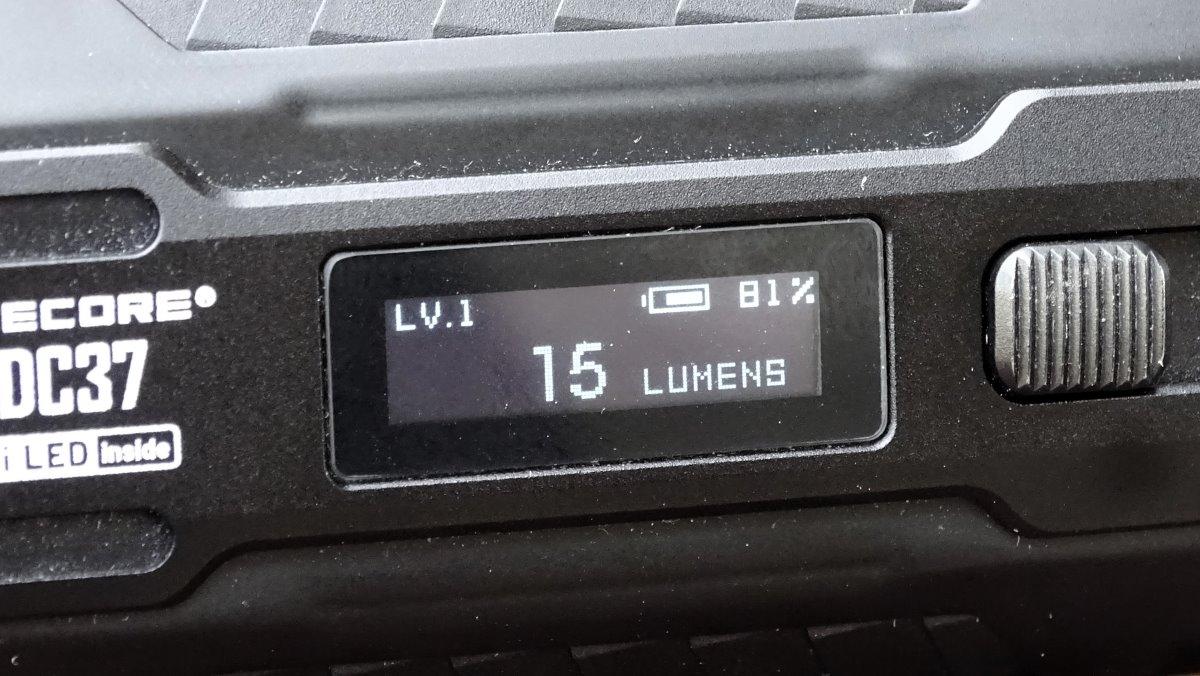 ECORE®
DC37
i LED inside
LV.1 81%
15 LUMENS